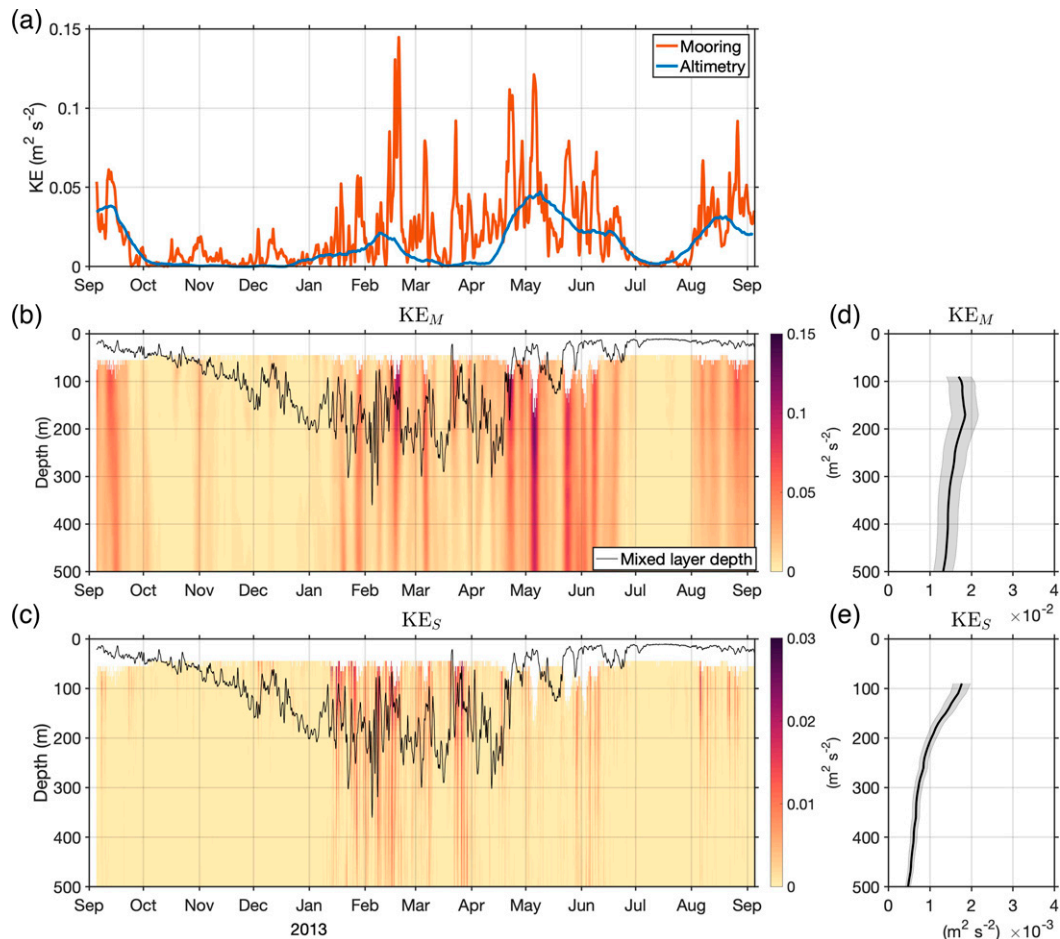 (a)
0.15
0.1
0.05
0
KE (m² s⁻²)
Mooring
Altimetry
Sep Oct Nov Dec Jan Feb Mar Apr May Jun Jul Aug Sep
(b)
KE_M
0
100
200
300
400
500
Depth (m)
Mixed layer depth
Sep Oct Nov Dec Jan Feb Mar Apr May Jun Jul Aug Sep
0.15
0.1
0.05
0
(m² s⁻²)
(d)
KE_M
0
100
200
300
400
500
0 1 2 3 4
×10⁻²
(c)
KE_S
0
100
200
300
400
500
Depth (m)
Sep Oct Nov Dec Jan Feb Mar Apr May Jun Jul Aug Sep
2013
0.03
0.02
0.01
0
(m² s⁻²)
(e)
KE_S
0
100
200
300
400
500
0 1 2 3 4
(m² s⁻²) ×10⁻³